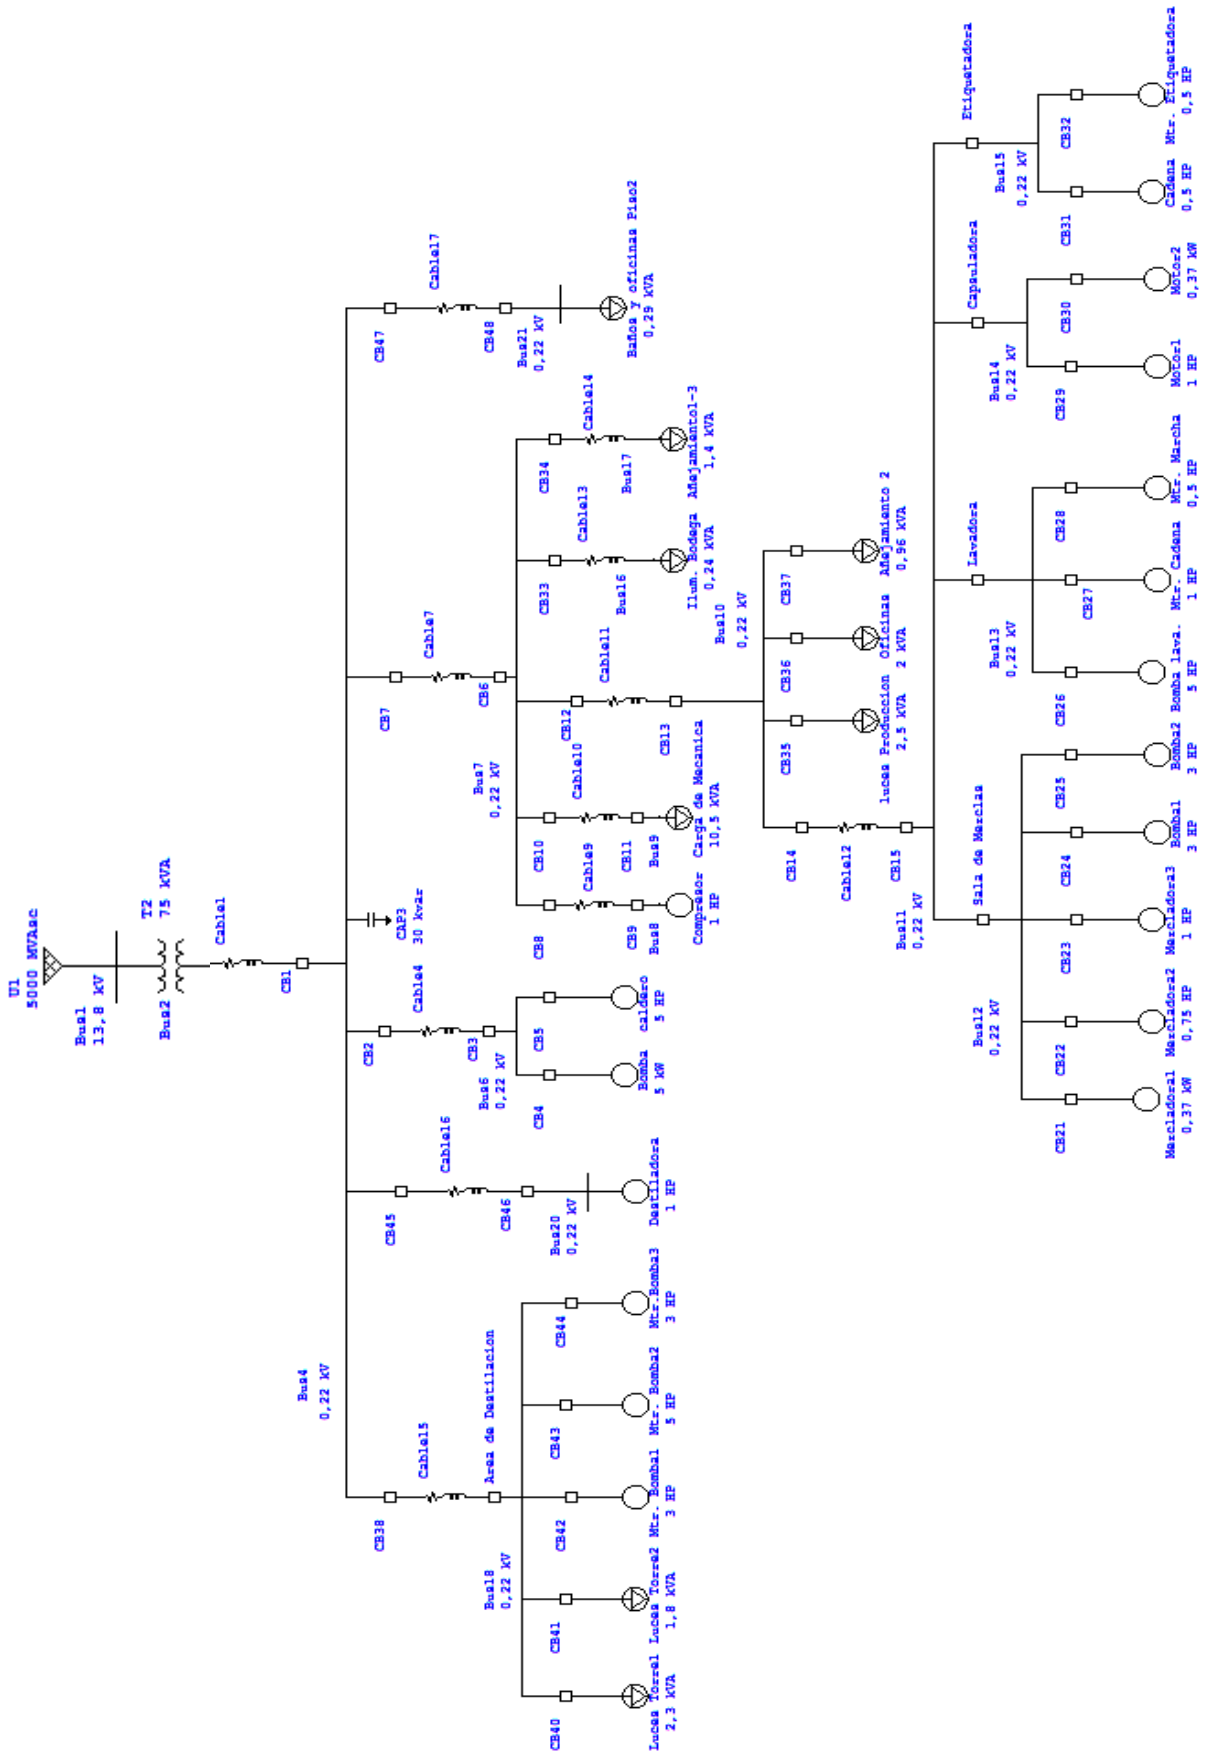 U1
5000 MVAsc
Bus1
13,8 kV
Bus2
T2
75 kVA
Cable1
CB1
Bus4
0,22 kV
CAP3
30 kvar
CB38
Cable15
Area de Destilacion
Bus18
0,22 kV
CB40
Luces Torre1
2,3 kVA
CB41
Luces Torre2
1,8 kVA
CB42
Mtr. Bomba1
3 HP
CB43
Mtr. Bomba2
5 HP
CB44
Mtr.Bomba3
3 HP
CB45
Cable16
CB46
Bus20
0,22 kV
Destiladora
1 HP
CB2
Cable4
CB3
Bus6
0,22 kV
CB4
Bomba
5 kW
CB5
caldero
5 HP
CB7
Cable7
CB6
Bus7
0,22 kV
CB8
Cable9
CB9
Bus8
Compresor
1 HP
CB10
Cable10
CB11
Bus9
Carga de Mecanica
10,5 kVA
CB12
Cable11
CB13
CB33
Cable13
Bus16
Ilum. Bodega
0,24 kVA
CB34
Cable14
Bus17
Añejamiento1-3
1,4 kVA
CB47
Cable17
CB48
Bus21
0,22 kV
Baños y oficinas Piso2
0,29 kVA
Bus10
0,22 kV
CB14
Cable12
CB15
CB35
luces Produccion
2,5 kVA
CB36
Oficinas
2 kVA
CB37
Añejamiento 2
0,96 kVA
Bus11
0,22 kV
Sala de Mezclas
Bus12
0,22 kV
CB21
Mezcladora1
0,37 kW
CB22
Mezcladora2
0,75 HP
CB23
Mezcladora3
1 HP
CB24
Bomba1
3 HP
CB25
Bomba2
3 HP
Lavadora
Bus13
0,22 kV
CB26
Bomba lava.
5 HP
CB27
Mtr. Cadena
1 HP
CB28
Mtr. Marcha
0,5 HP
Capsuladora
Bus14
0,22 kV
CB29
Motor1
1 HP
CB30
Motor2
0,37 kW
Etiquetadora
Bus15
0,22 kV
CB31
Cadena
0,5 HP
CB32
Mtr. Etiquetadora
0,5 HP